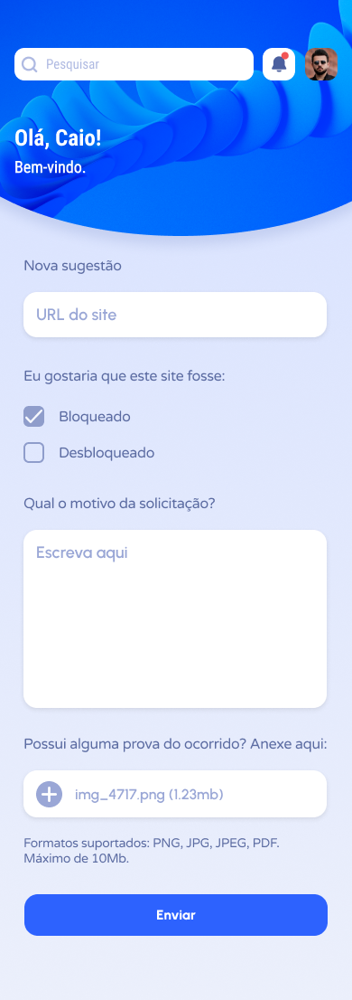 Pesquisar
Olá, Caio!
Bem-vindo.
Nova sugestão
URL do site
Eu gostaria que este site fosse:
Bloqueado
Desbloqueado
Qual o motivo da solicitação?
Escreva aqui
Possui alguma prova do ocorrido? Anexe aqui:
img_4717.png (1.23mb)
Formatos suportados: PNG, JPG, JPEG, PDF.
Máximo de 10Mb.
Enviar